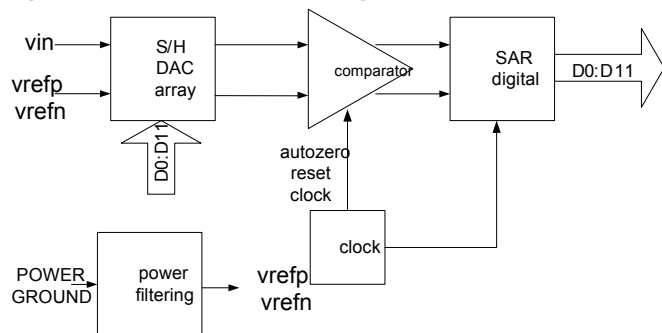 vin
vrefp
vrefn
S/H
DAC
array
D0:D11
comparator
SAR
digital
D0:D11
autozero
reset
clock
clock
POWER
GROUND
power
filtering
vrefp
vrefn